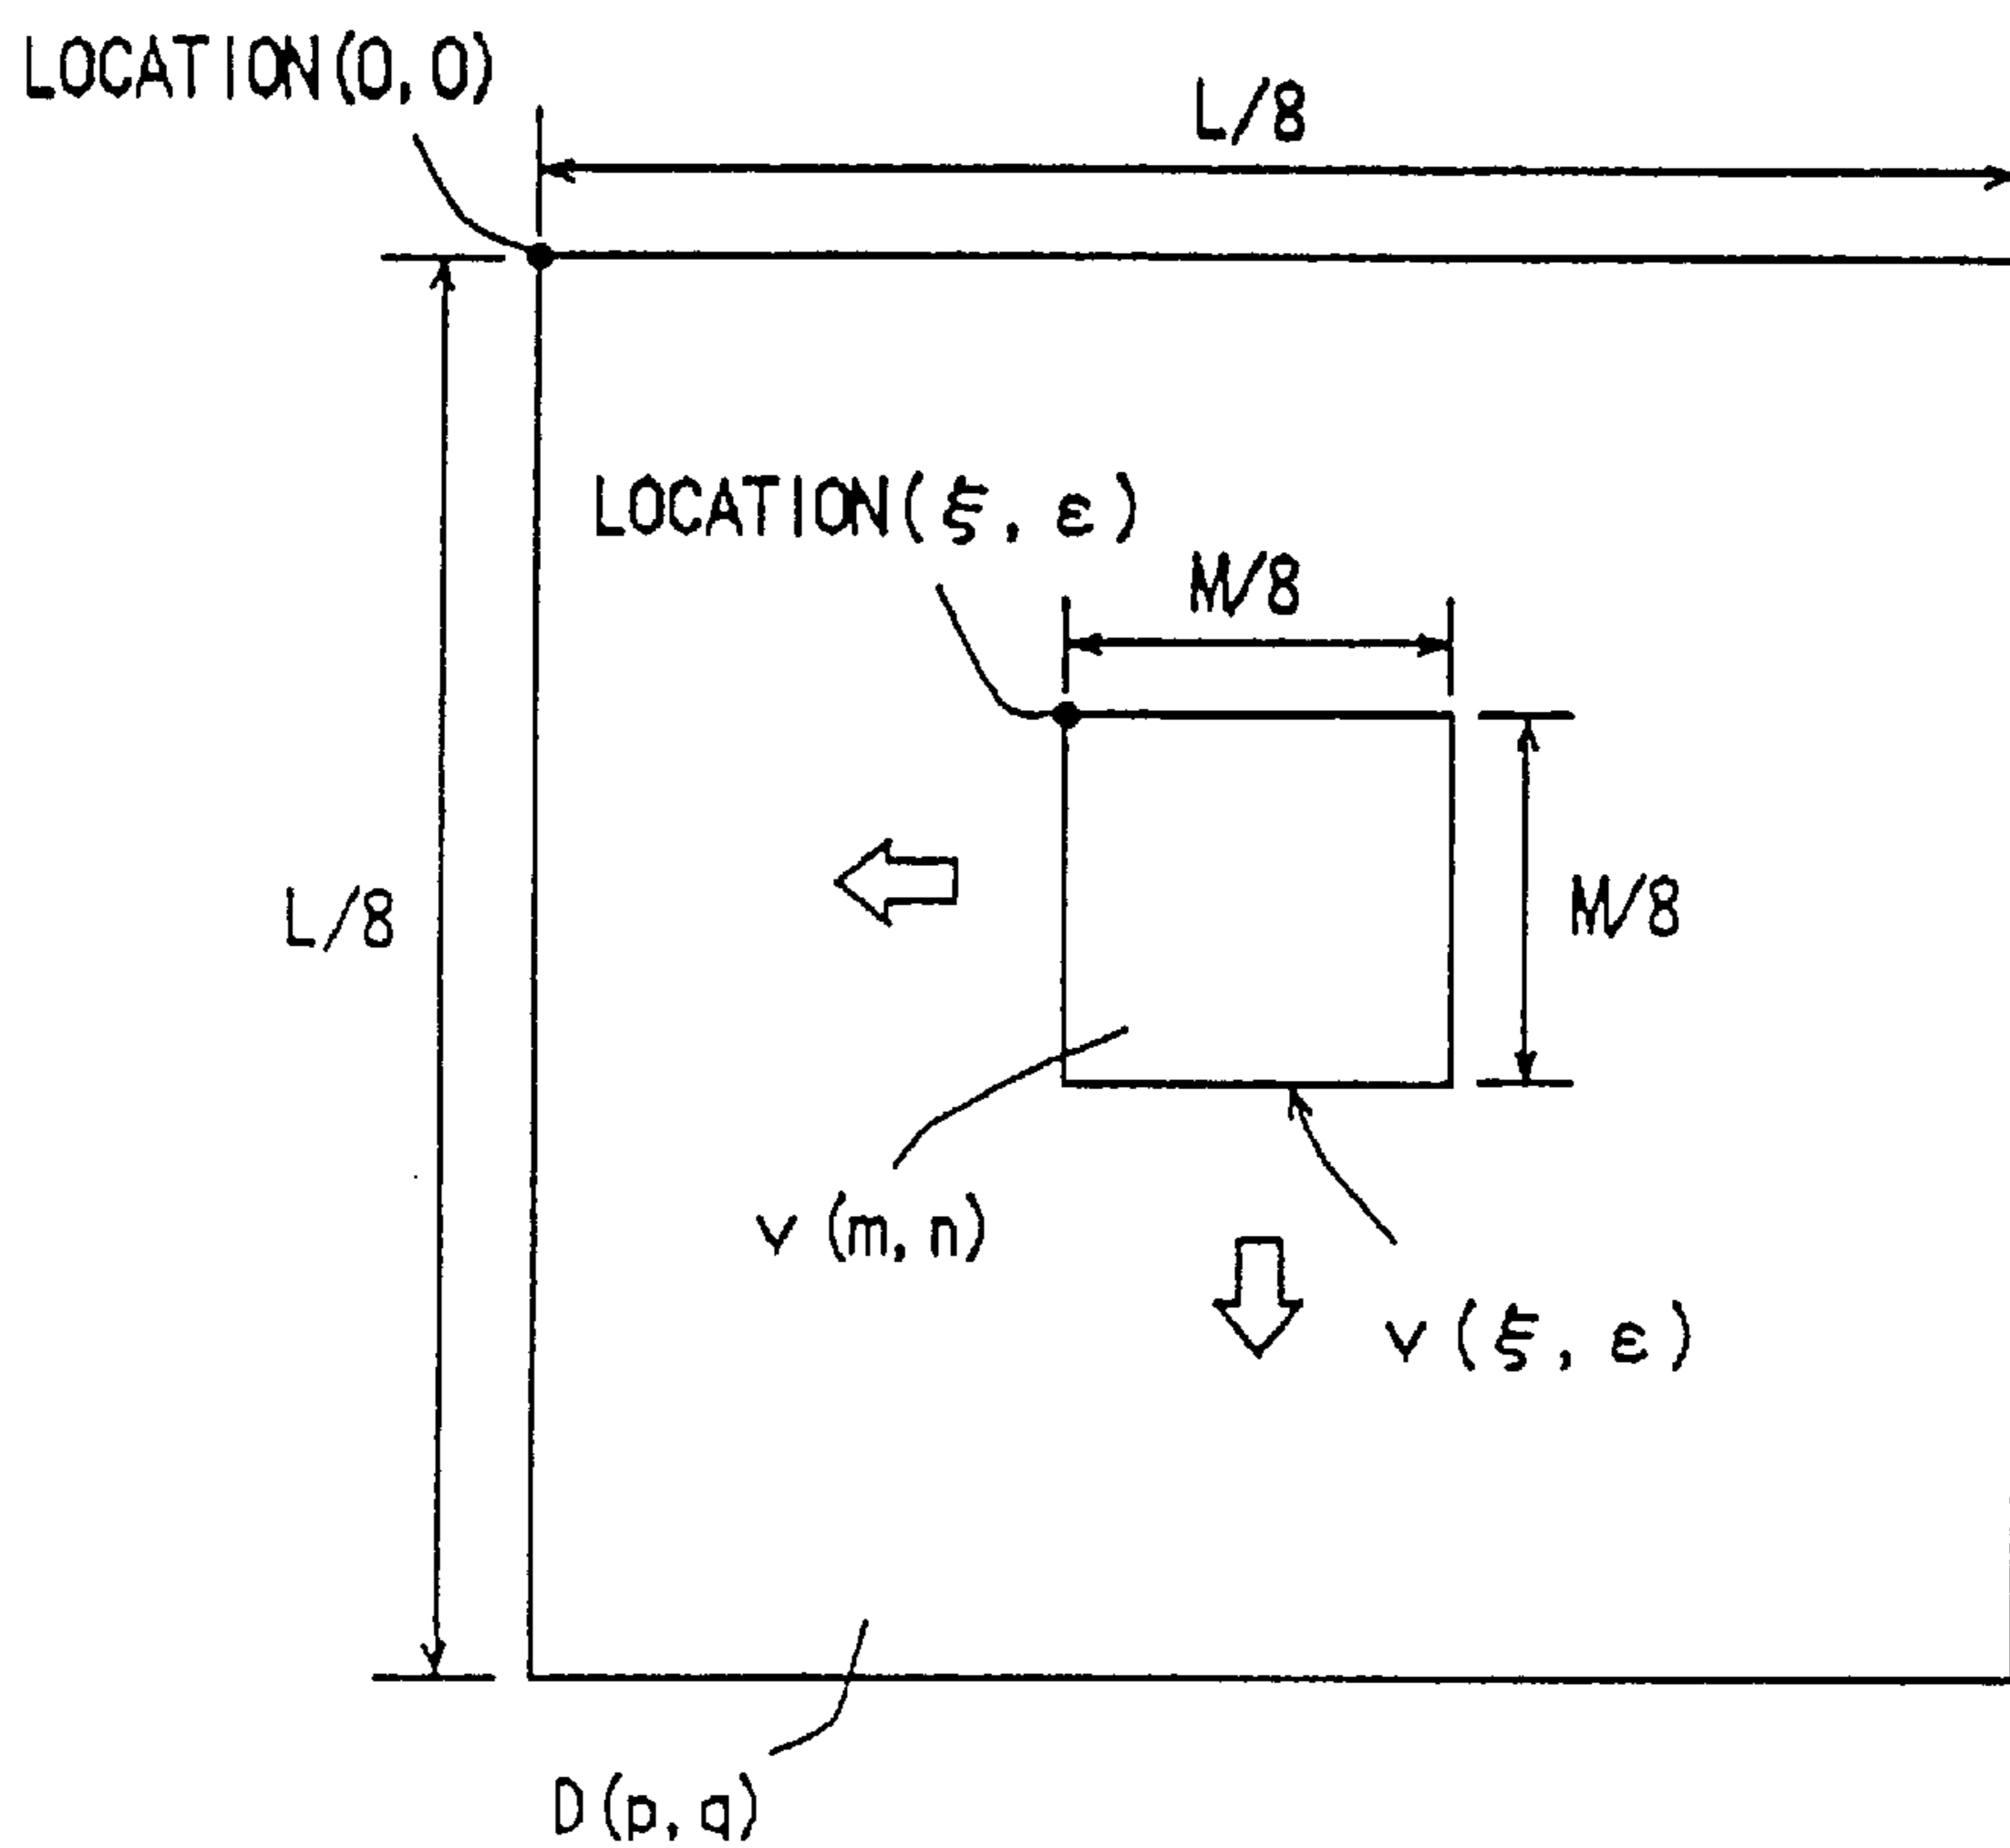 LOCATION(0,0)
L/8
LOCATION(ξ,ε)
M/8
L/8
M/8
v(m,n)
v(ξ,ε)
D(p,q)